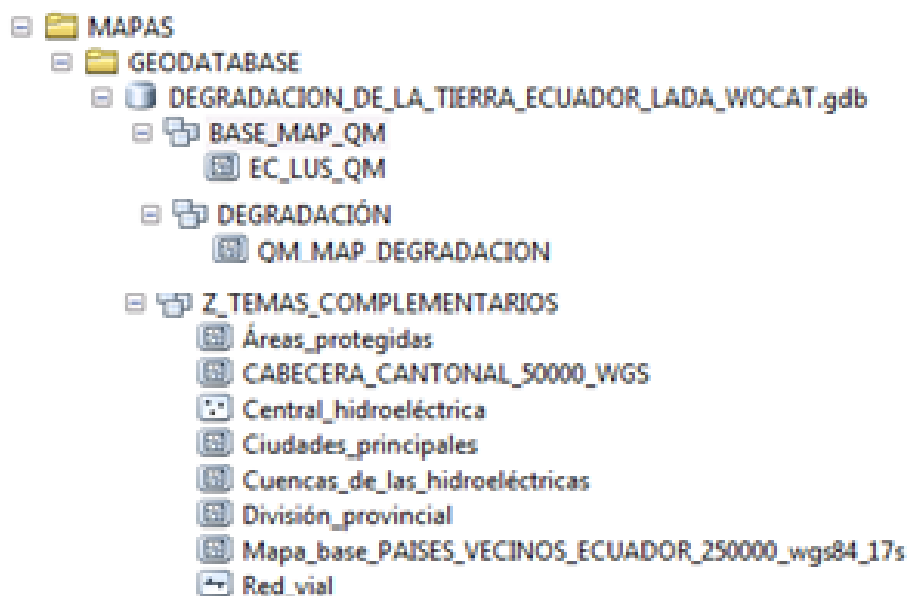 MAPAS
GEODATABASE
DEGRADACION_DE_LA_TIERRA_ECUADOR_LADA_WOCAT.gdb
BASE_MAP_QM
EC_LUS_QM
DEGRADACIÓN
QM_MAP_DEGRADACION
Z_TEMAS_COMPLEMENTARIOS
Áreas_protegidas
CABECERA_CANTONAL_50000_WGS
Central_hidroeléctrica
Ciudades_principales
Cuencas_de_las_hidroeléctricas
División_provincial
Mapa_base_PAISES_VECINOS_ECUADOR_250000_wgs84_17s
Red_vial